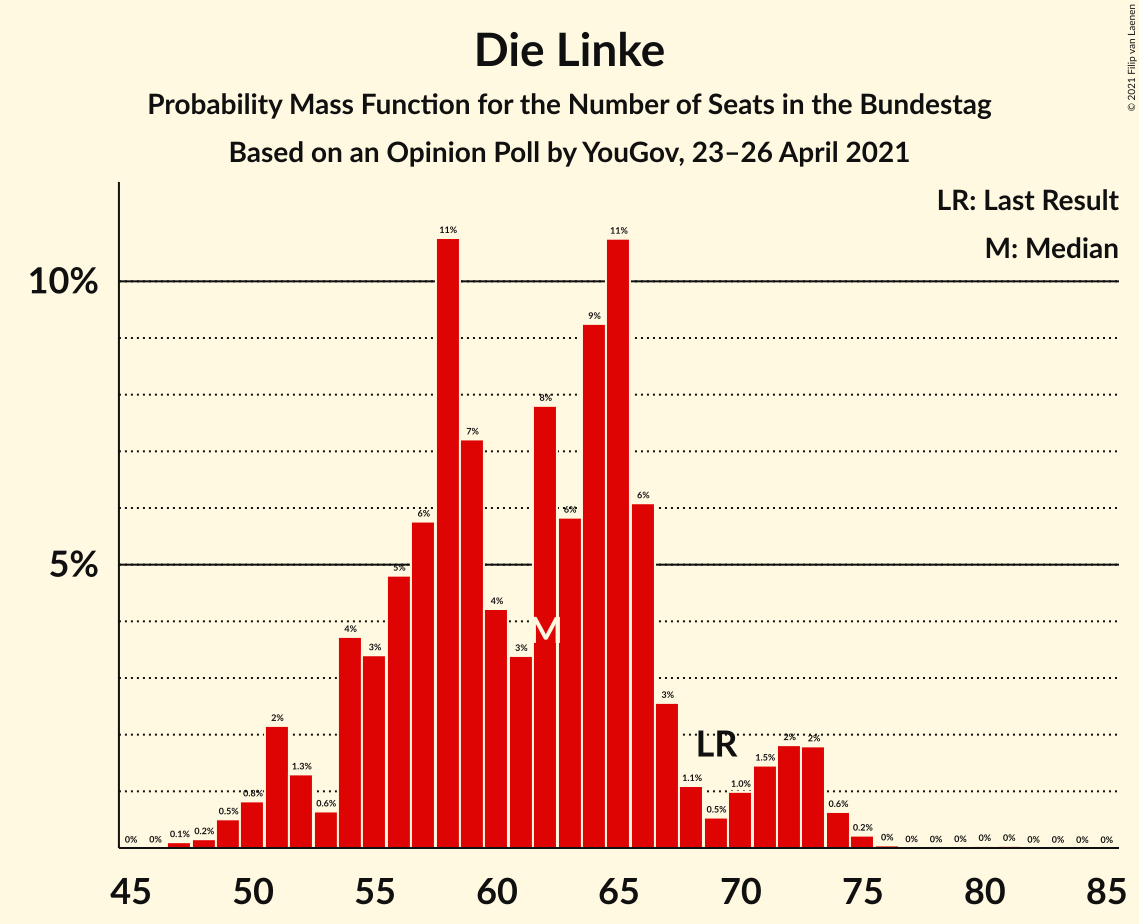 Die Linke
Probability Mass Function for the Number of Seats in the Bundestag
Based on an Opinion Poll by YouGov, 23–26 April 2021
© 2021 Filip van Laenen
LR: Last Result
M: Median
10%
5%
0% 0% 0.1% 0.2% 0.5% 0.8% 2% 1.3% 0.6% 4% 3% 5% 6% 11% 7% 4% 3% 8% 6% 9% 11% 6% 3% 1.1% 0.5% 1.0% 1.5% 2% 2% 0.6% 0.2% 0% 0% 0% 0% 0% 0% 0% 0% 0% 0%
M
LR
45 50 55 60 65 70 75 80 85